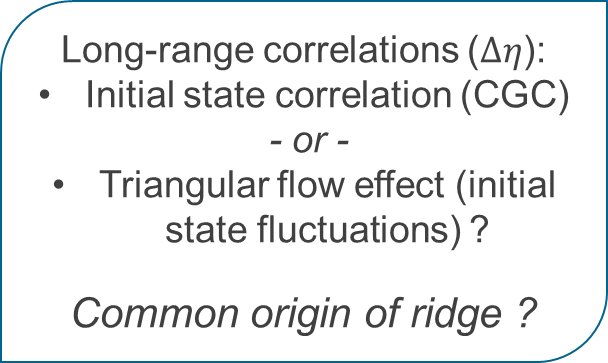 Long-range correlations (Δη):
• Initial state correlation (CGC)
- or -
• Triangular flow effect (initial
state fluctuations) ?
Common origin of ridge ?